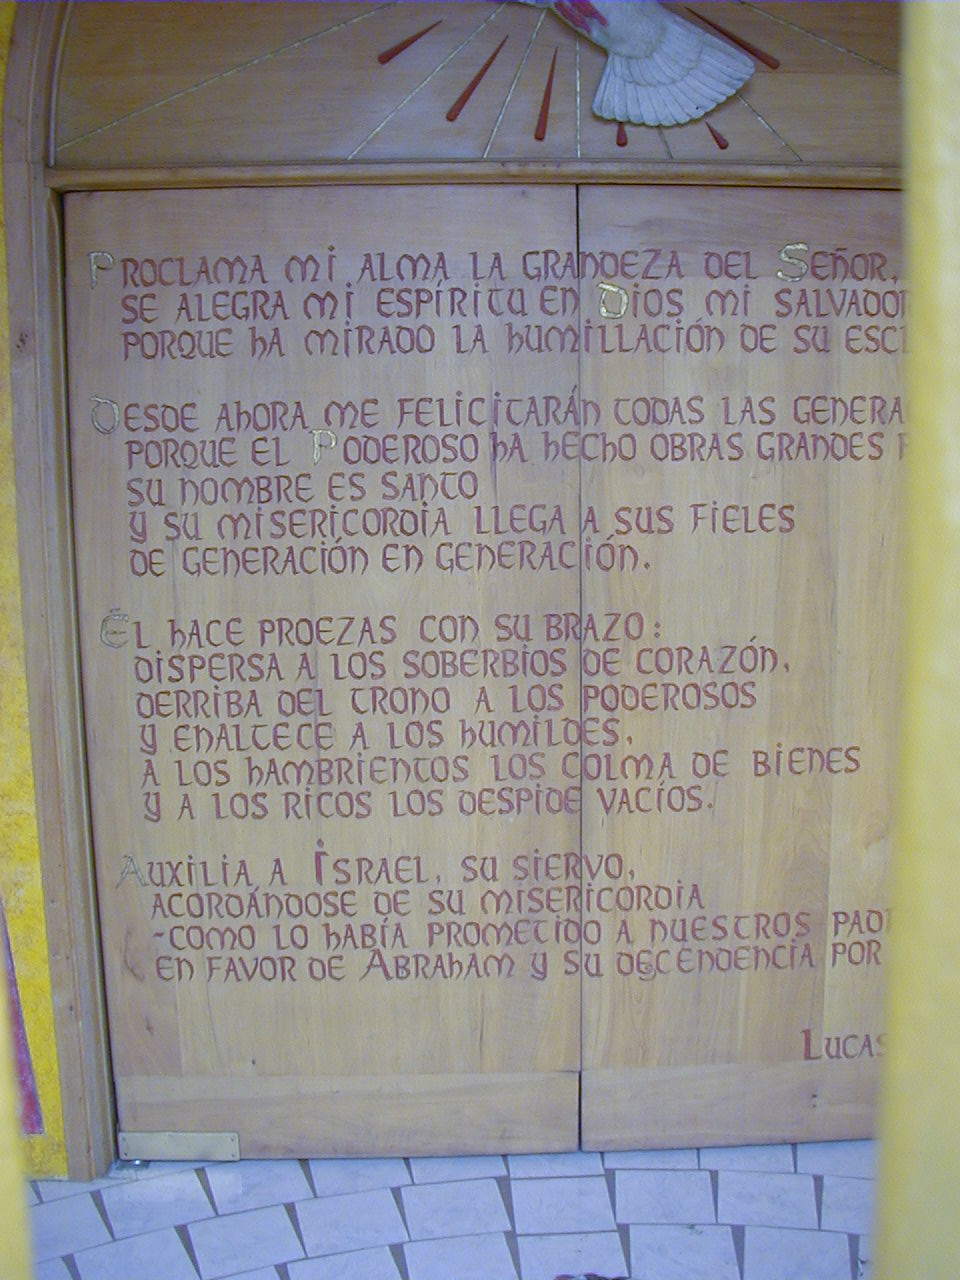 Proclama mi alma la grandeza del Señor,
se alegra mi espíritu en Dios mi salvador
porque ha mirado la humillación de su
Desde ahora me felicitarán todas las
porque el Poderoso ha hecho obras grandes
su nombre es santo
y su misericordia llega a sus fieles
de generación en generación.
Él hace proezas con su brazo:
dispersa a los soberbios de corazón,
derriba del trono a los poderosos
y enaltece a los humildes,
a los hambrientos los colma de bienes
y a los ricos los despide vacíos.
Auxilia a Israel, su siervo,
acordándose de su misericordia
-como lo había prometido a nuestros
en favor de Abraham y su descendencia por
Lucas